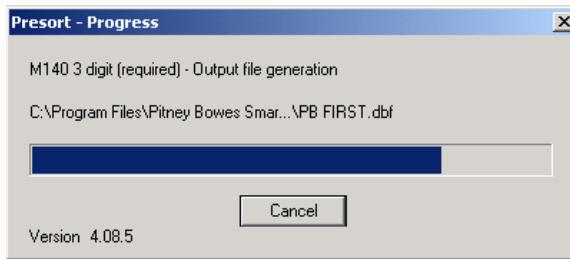 Presort - Progress
M140 3 digit (required) - Output file generation
C:\Program Files\Pitney Bowes Smar...\PB FIRST.dbf
Cancel
Version 4.08.5